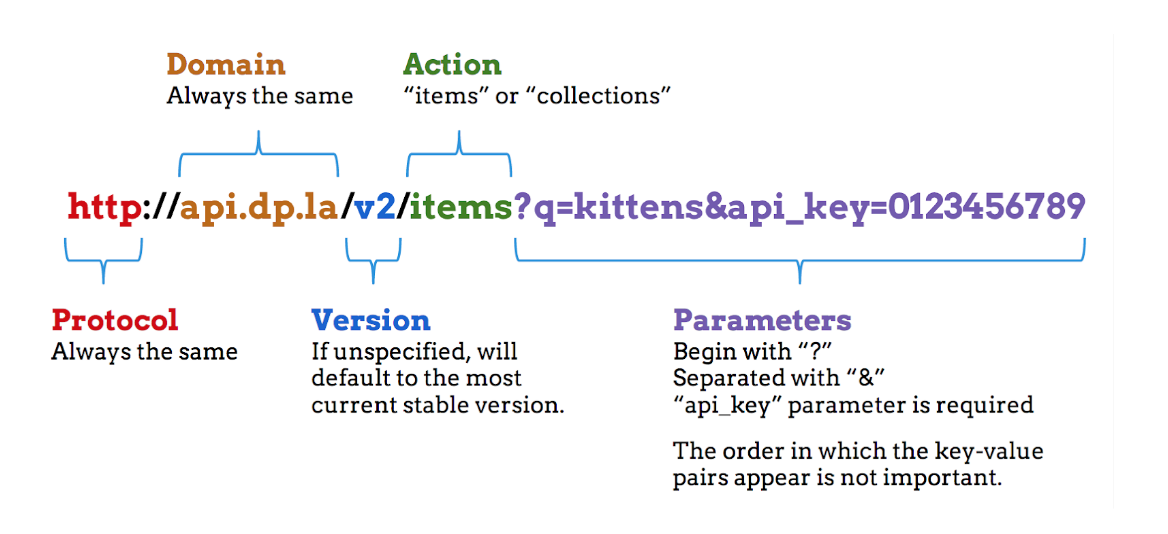 Domain
Always the same
Action
“items” or “collections”
http://api.dp.la/v2/items?q=kittens&api_key=0123456789
Protocol
Always the same
Version
If unspecified, will
default to the most
current stable version.
Parameters
Begin with “?”
Separated with “&”
“api_key” parameter is required
The order in which the key-value
pairs appear is not important.